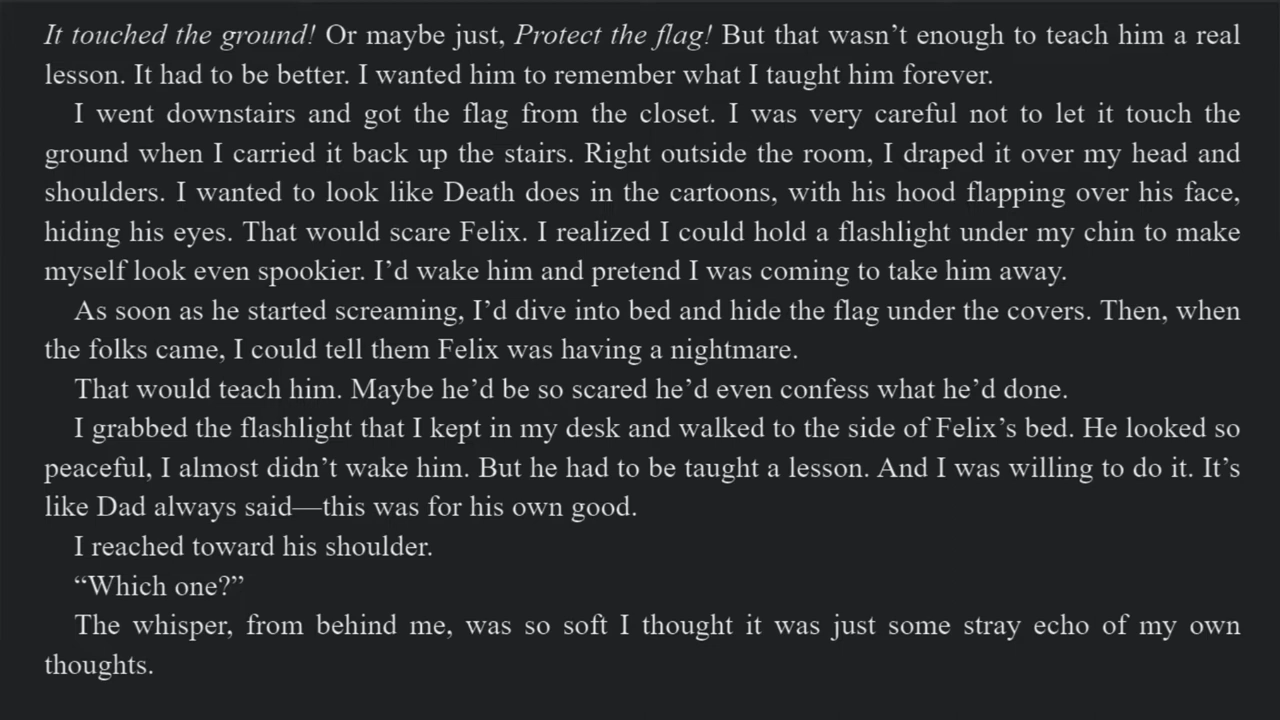 It touched the ground! Or maybe just, Protect the flag! But that wasn’t enough to teach him a real
lesson. It had to be better. I wanted him to remember what I taught him forever.
I went downstairs and got the flag from the closet. I was very careful not to let it touch the
ground when I carried it back up the stairs. Right outside the room, I draped it over my head and
shoulders. I wanted to look like Death does in the cartoons, with his hood flapping over his face,
hiding his eyes. That would scare Felix. I realized I could hold a flashlight under my chin to make
myself look even spookier. I’d wake him and pretend I was coming to take him away.
As soon as he started screaming, I’d dive into bed and hide the flag under the covers. Then, when
the folks came, I could tell them Felix was having a nightmare.
That would teach him. Maybe he’d be so scared he’d even confess what he’d done.
I grabbed the flashlight that I kept in my desk and walked to the side of Felix’s bed. He looked so
peaceful, I almost didn’t wake him. But he had to be taught a lesson. And I was willing to do it. It’s
like Dad always said—this was for his own good.
I reached toward his shoulder.
“Which one?”
The whisper, from behind me, was so soft I thought it was just some stray echo of my own
thoughts.